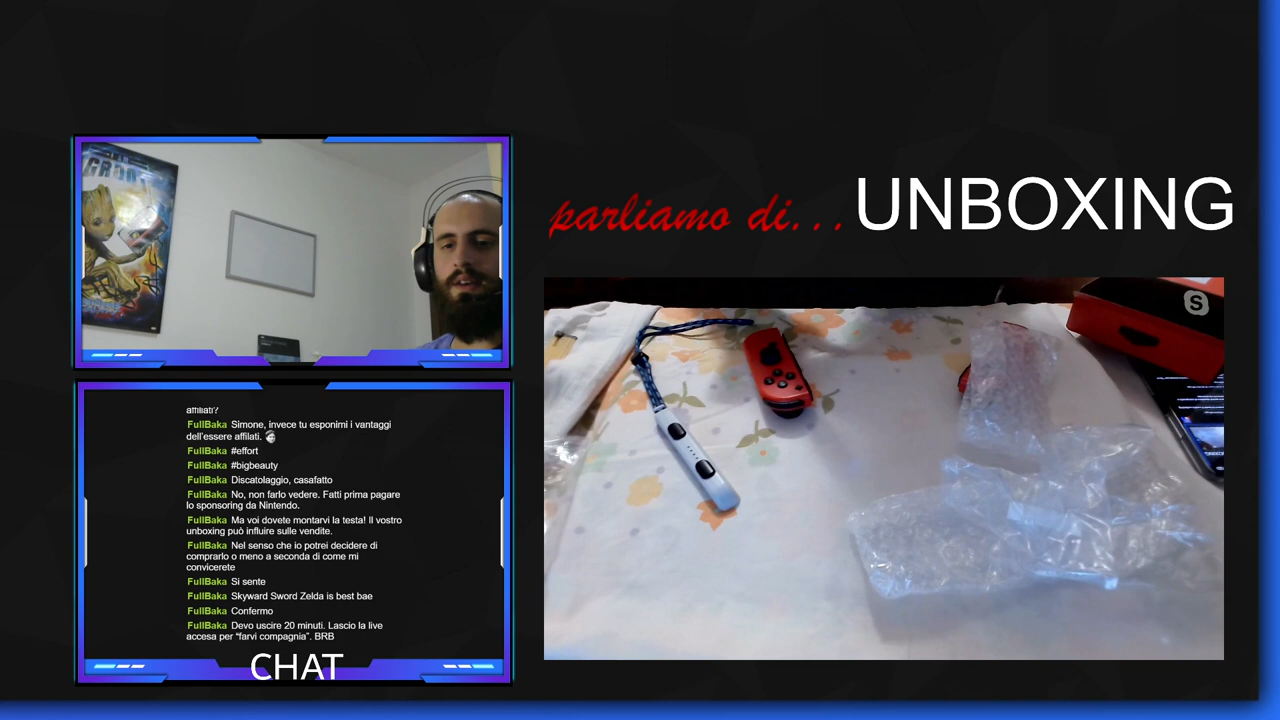 GROOT
parliamo di... UNBOXING
S
affiliati?
FullBaka Simone, invece tu esponimi i vantaggi
dell'essere affilati.
FullBaka #effort
FullBaka #bigbeauty
FullBaka Discatolaggio, casafatto
FullBaka No, non farlo vedere. Fatti prima pagare
lo sponsoring da Nintendo.
FullBaka Ma voi dovete montarvi la testa! Il vostro
unboxing può influire sulle vendite.
FullBaka Nel senso che io potrei decidere di
comprarlo o meno a seconda di come mi
convicerete
FullBaka Si sente
FullBaka Skyward Sword Zelda is best bae
FullBaka Confermo
FullBaka Devo uscire 20 minuti. Lascio la live
accesa per “farvi compagnia”. BRB
CHAT